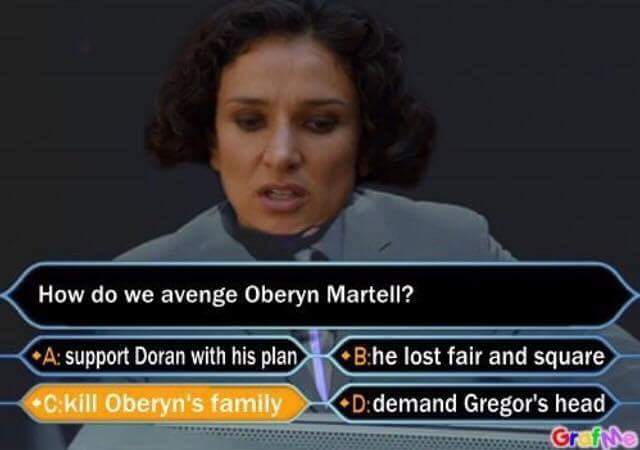 How do we avenge Oberyn Martell?
A: support Doran with his plan
B:he lost fair and square
C:kill Oberyn's family
D:demand Gregor's head
GrafMe